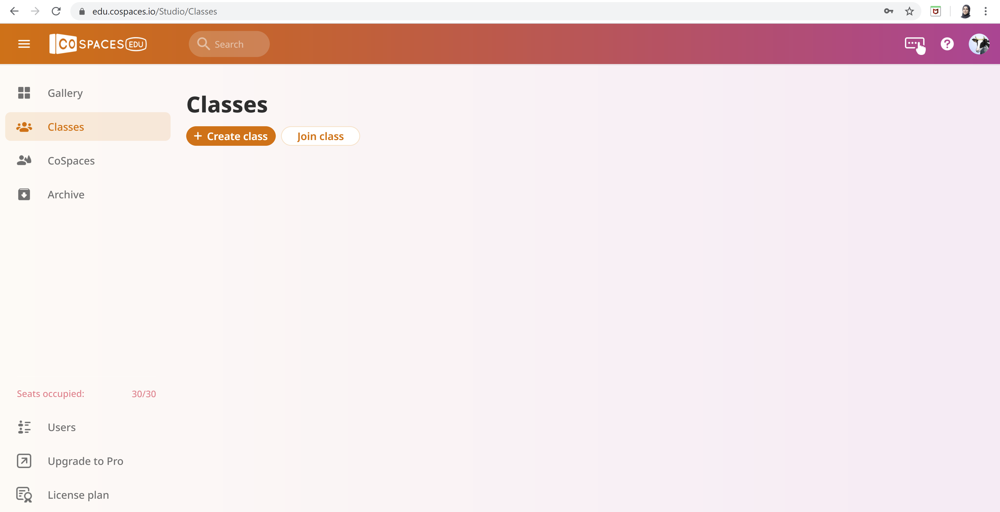 edu.cospaces.io/Studio/Classes
CO SPACES EDU
Search
Gallery
Classes
CoSpaces
Archive
Classes
+ Create class
Join class
Seats occupied: 30/30
Users
Upgrade to Pro
License plan